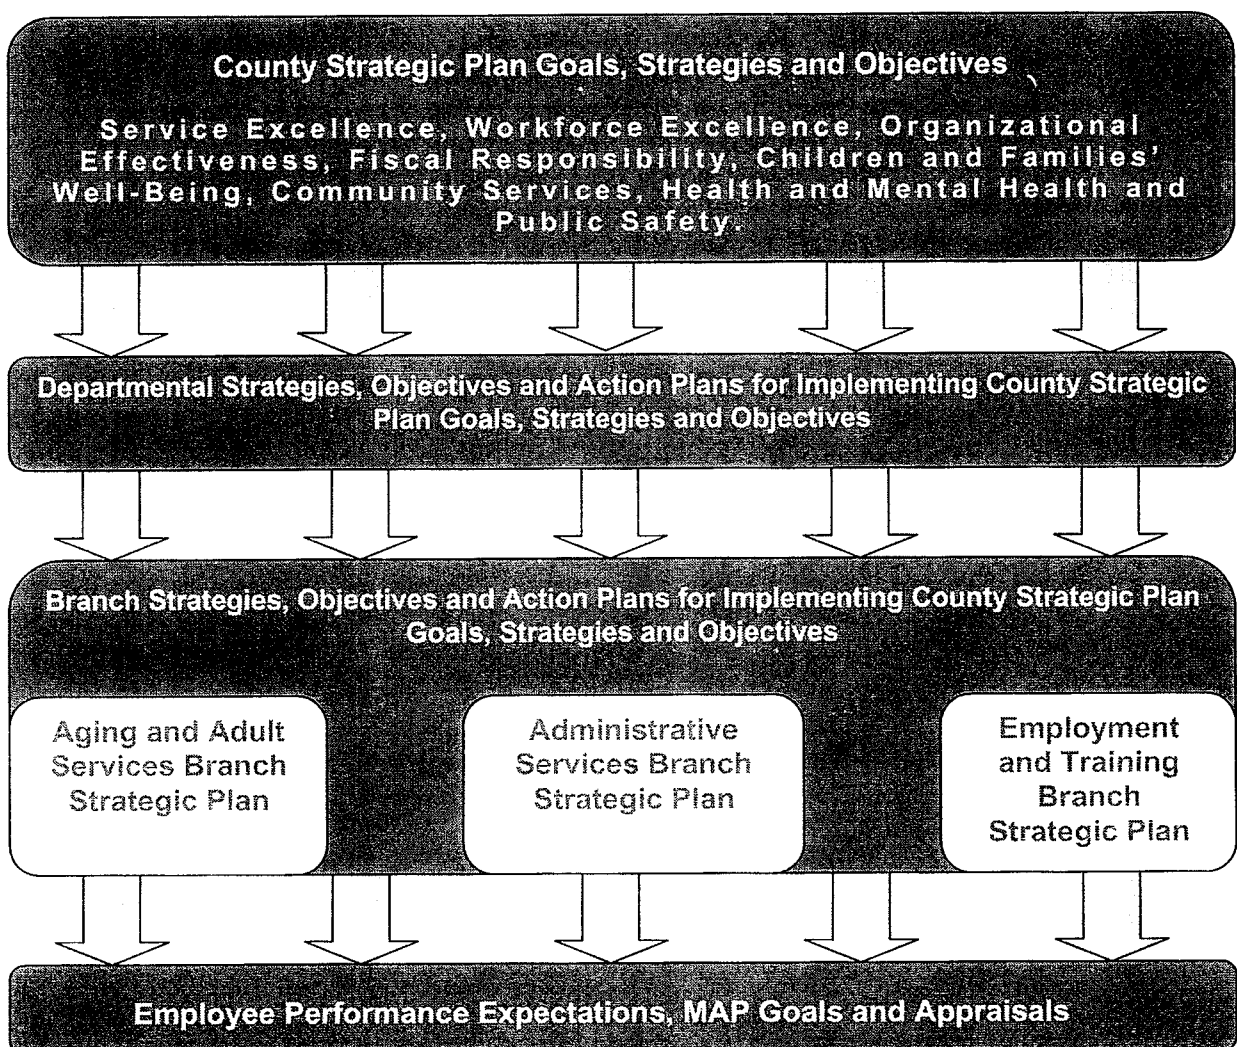 County Strategic Plan Goals, Strategies and Objectives
Service Excellence, Workforce Excellence, Organizational
Effectiveness, Fiscal Responsibility, Children and Families'
Well-Being, Community Services, Health and Mental Health and
Public Safety.
Departmental Strategies, Objectives and Action Plans for Implementing County Strategic
Plan Goals, Strategies and Objectives
Branch Strategies, Objectives and Action Plans for Implementing County Strategic Plan
Goals, Strategies and Objectives
Aging and Adult
Services Branch
Strategic Plan
Administrative
Services Branch
Strategic Plan
Employment
and Training
Branch
Strategic Plan
Employee Performance Expectations, MAP Goals and Appraisals